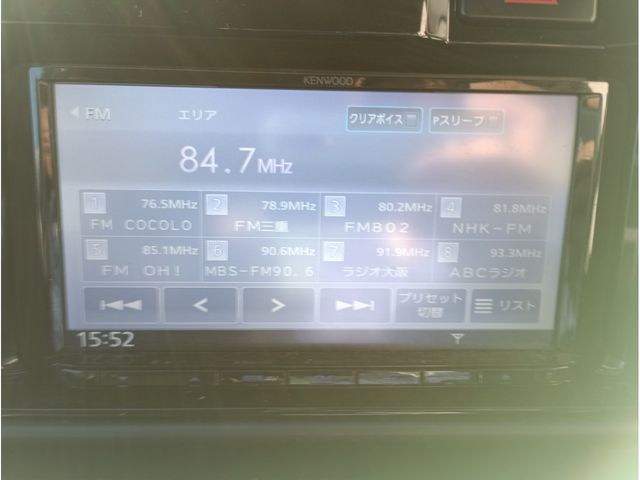 KENWOOD
FM エリア クリアボイス Pスリープ
84.7MHz
1 76.5MHz 2 78.9MHz 3 80.2MHz 4 81.8MHz
FM COCOLO FM三重 FM802 NHK-FM
5 85.1MHz 6 90.6MHz 7 91.9MHz 8 93.3MHz
FM OH! MBS-FM90.6 ラジオ大阪 ABCラジオ
プリセット
切替 リスト
15:52